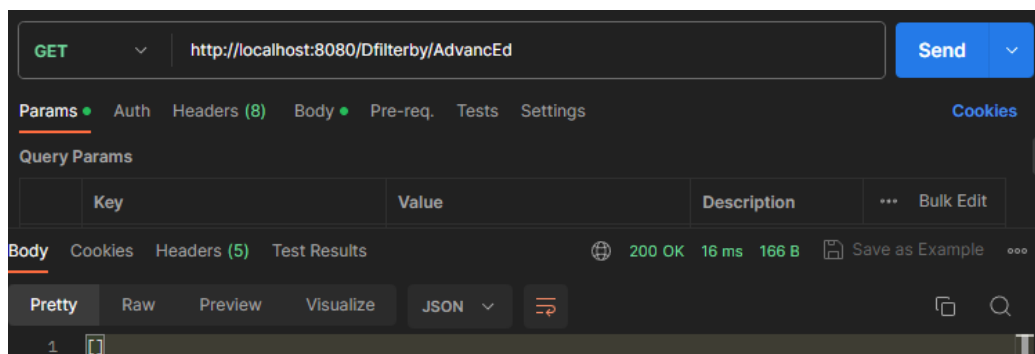 GET http://localhost:8080/Dfilterby/AdvancEd Send
Params Auth Headers (8) Body Pre-req. Tests Settings Cookies
Query Params
Key Value Description Bulk Edit
Body Cookies Headers (5) Test Results 200 OK 16 ms 166 B Save as Example
Pretty Raw Preview Visualize JSON
1 []